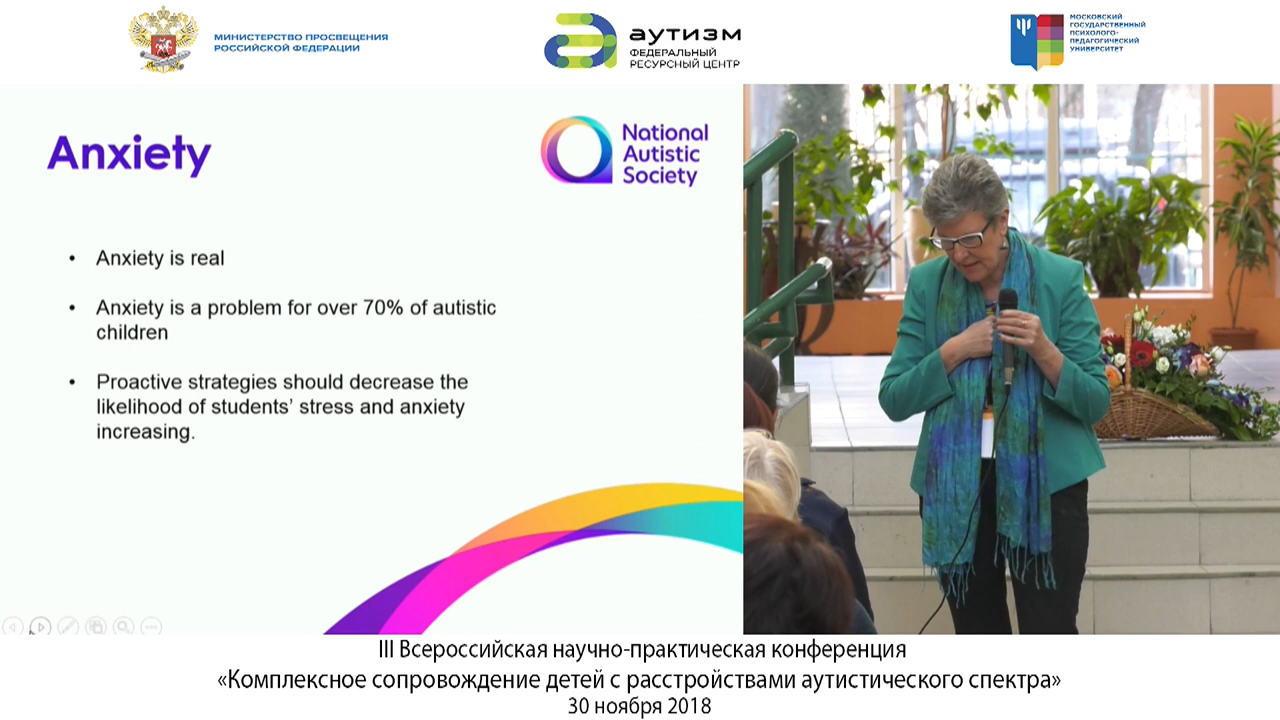 МИНИСТЕРСТВО ПРОСВЕЩЕНИЯ
РОССИЙСКОЙ ФЕДЕРАЦИИ
аутизм
ФЕДЕРАЛЬНЫЙ
РЕСУРСНЫЙ ЦЕНТР
МОСКОВСКИЙ
ГОСУДАРСТВЕННЫЙ
ПСИХОЛОГО-
ПЕДАГОГИЧЕСКИЙ
УНИВЕРСИТЕТ
Anxiety
National
Autistic
Society
• Anxiety is real
• Anxiety is a problem for over 70% of autistic
children
• Proactive strategies should decrease the
likelihood of students’ stress and anxiety
increasing.
III Всероссийская научно-практическая конференция
«Комплексное сопровождение детей с расстройствами аутистического спектра»
30 ноября 2018